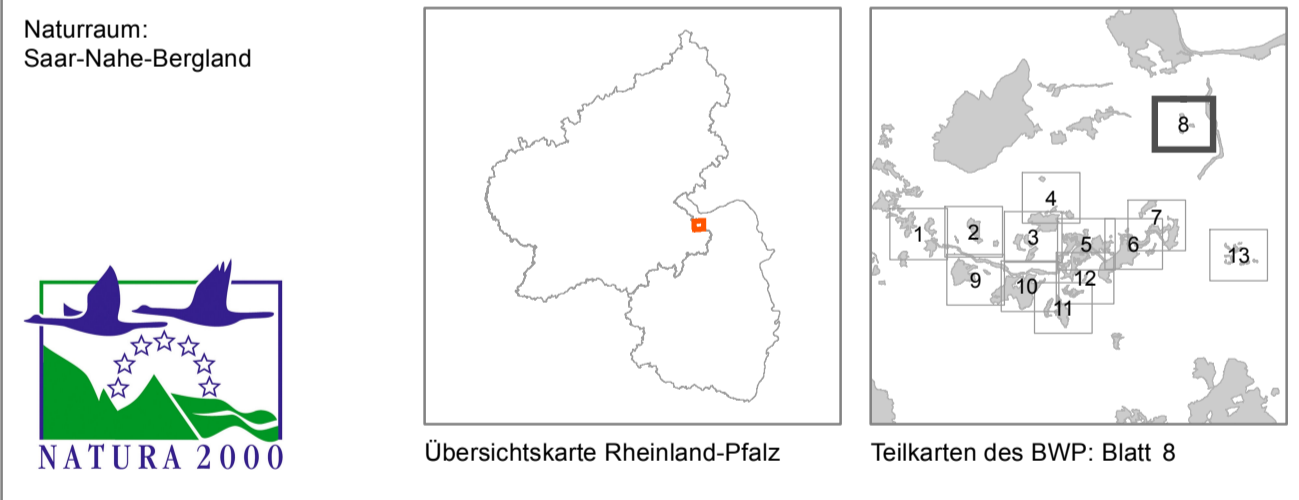 Naturraum:
Saar-Nahe-Bergland
NATURA 2000
Übersichtskarte Rheinland-Pfalz
8
4
7
1
2
3
5
6
13
9
10
12
11
Teilkarten des BWP: Blatt 8